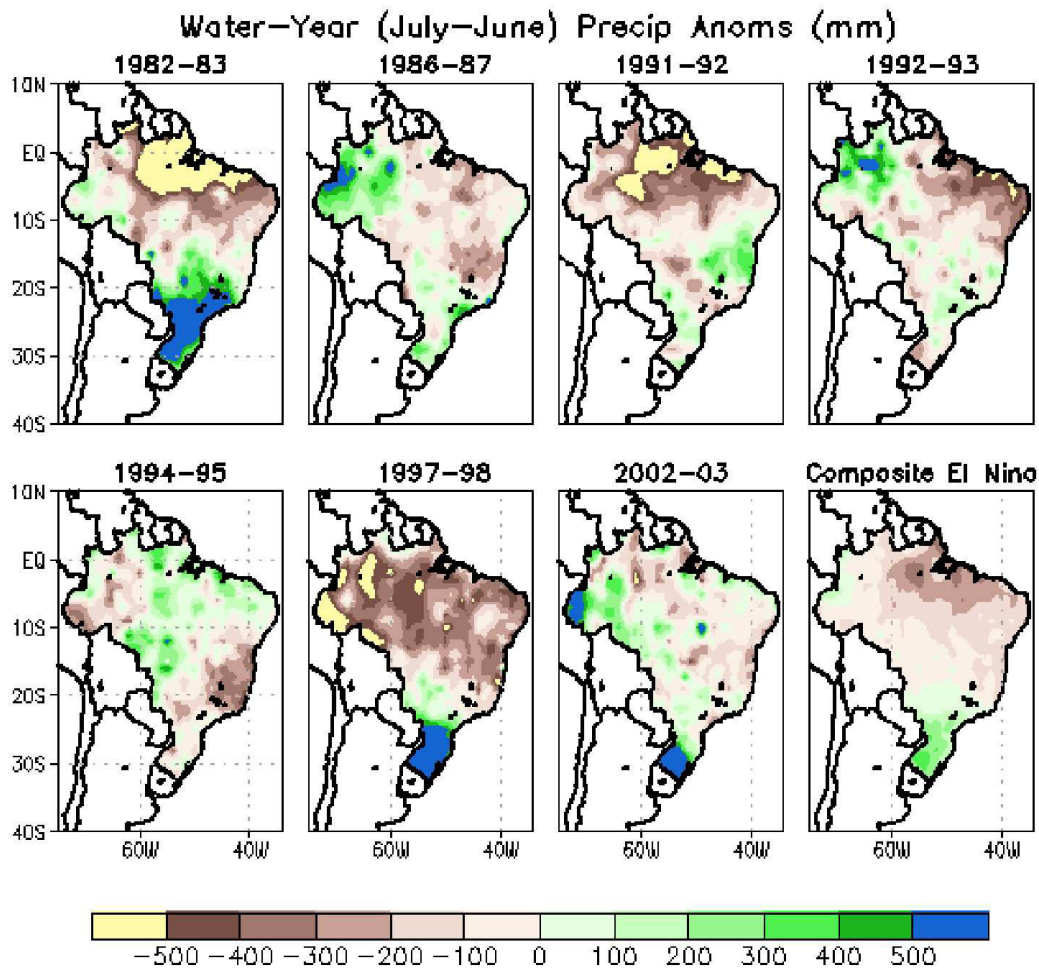 Water-Year (July-June) Precip Anoms (mm)
1982-83 1986-87 1991-92 1992-93
10N
EQ
10S
20S
30S
40S
1994-95 1997-98 2002-03 Composite El Nino
10N
EQ
10S
20S
30S
40S
60W 40W 60W 40W 60W 40W 60W 40W
-500 -400 -300 -200 -100 0 100 200 300 400 500